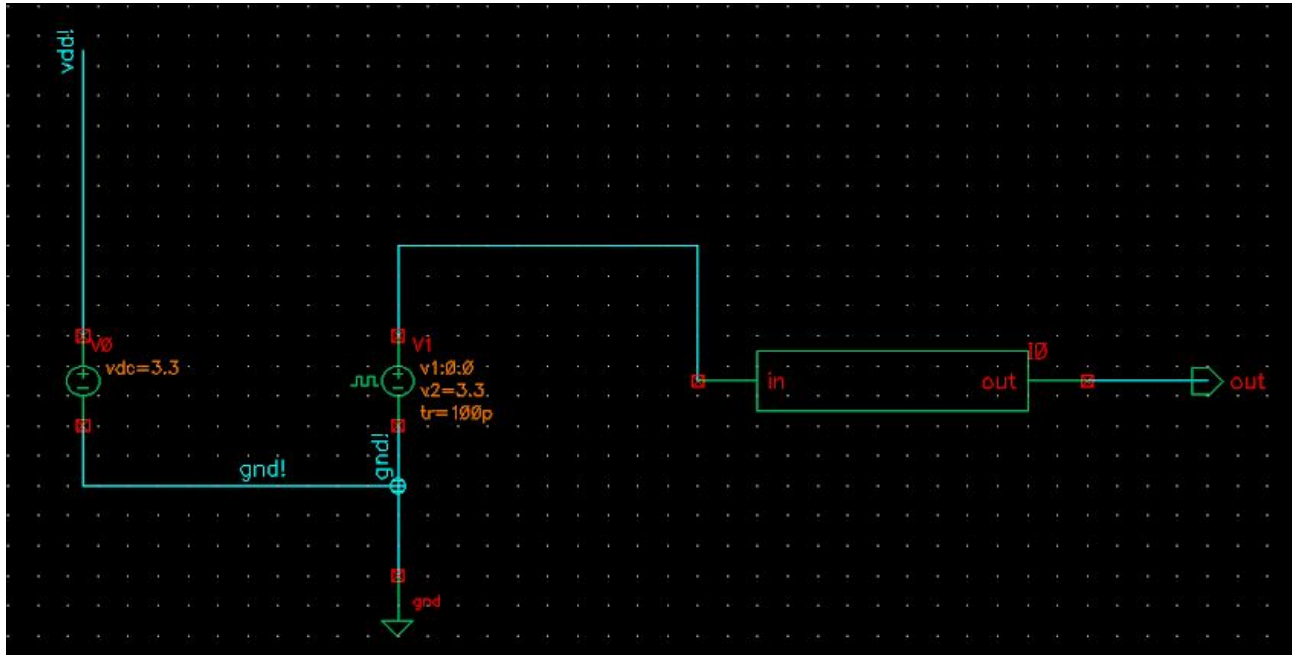 vdd!
V0
vdc=3.3
V1
v1:0.0
v2=3.3
tr=100p
gnd!
gnd!
gnd
I0
in
out
out